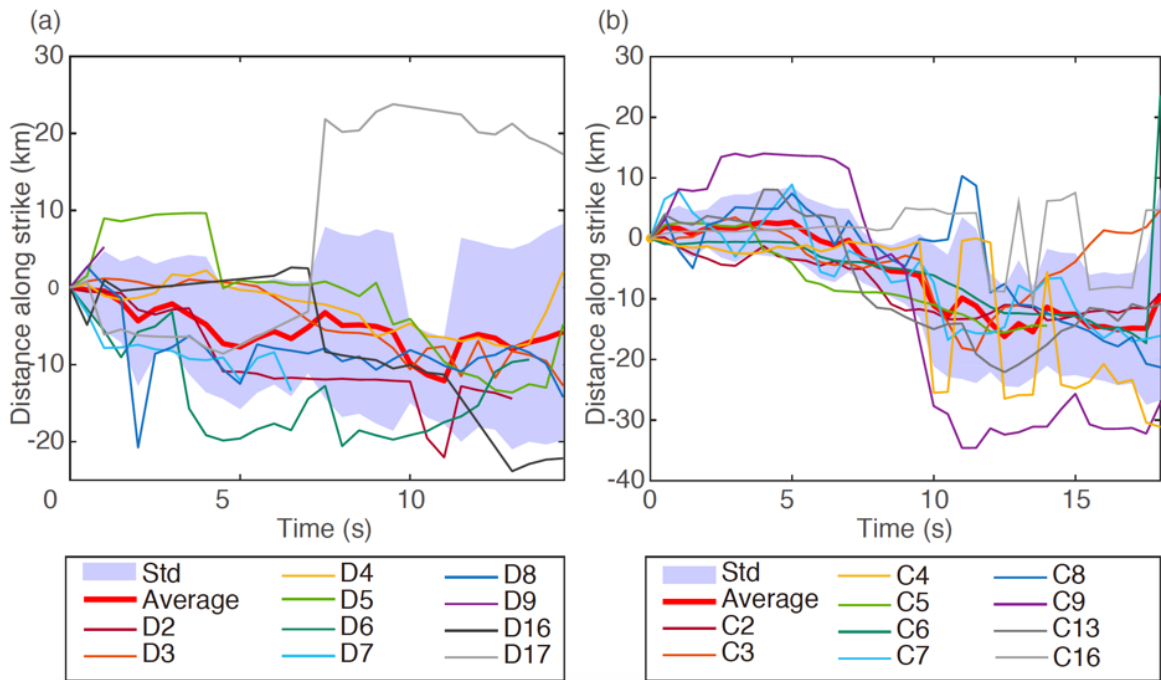 (a)
30
20
10
0
-10
-20
0
5
10
Distance along strike (km)
Time (s)
Std
Average
D2
D3
D4
D5
D6
D7
D8
D9
D16
D17
(b)
30
20
10
0
-10
-20
-30
-40
0
5
10
15
Distance along strike (km)
Time (s)
Std
Average
C2
C3
C4
C5
C6
C7
C8
C9
C13
C16